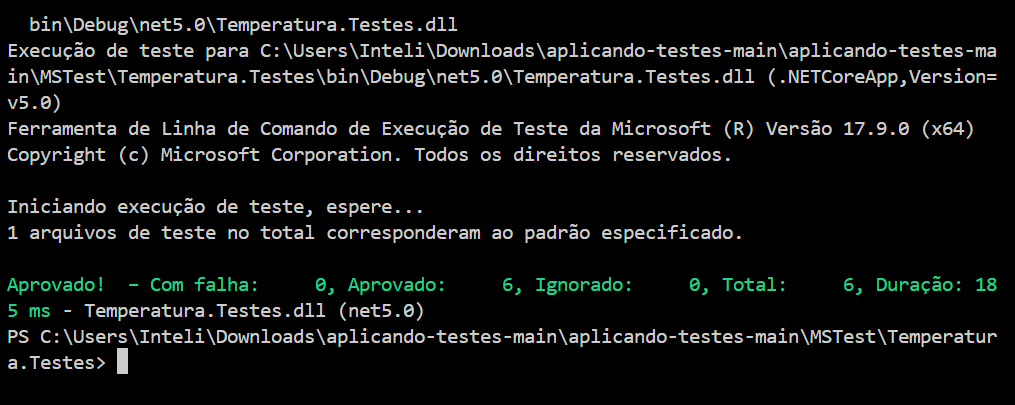 bin\Debug\net5.0\Temperatura.Testes.dll
Execução de teste para C:\Users\Inteli\Downloads\aplicando-testes-main\aplicando-testes-ma
in\MSTest\Temperatura.Testes\bin\Debug\net5.0\Temperatura.Testes.dll (.NETCoreApp,Version=
v5.0)
Ferramenta de Linha de Comando de Execução de Teste da Microsoft (R) Versão 17.9.0 (x64)
Copyright (c) Microsoft Corporation. Todos os direitos reservados.

Iniciando execução de teste, espere...
1 arquivos de teste no total corresponderam ao padrão especificado.

Aprovado!  – Com falha:     0, Aprovado:     6, Ignorado:     0, Total:     6, Duração: 18
5 ms - Temperatura.Testes.dll (net5.0)
PS C:\Users\Inteli\Downloads\aplicando-testes-main\aplicando-testes-main\MSTest\Temperatur
a.Testes>